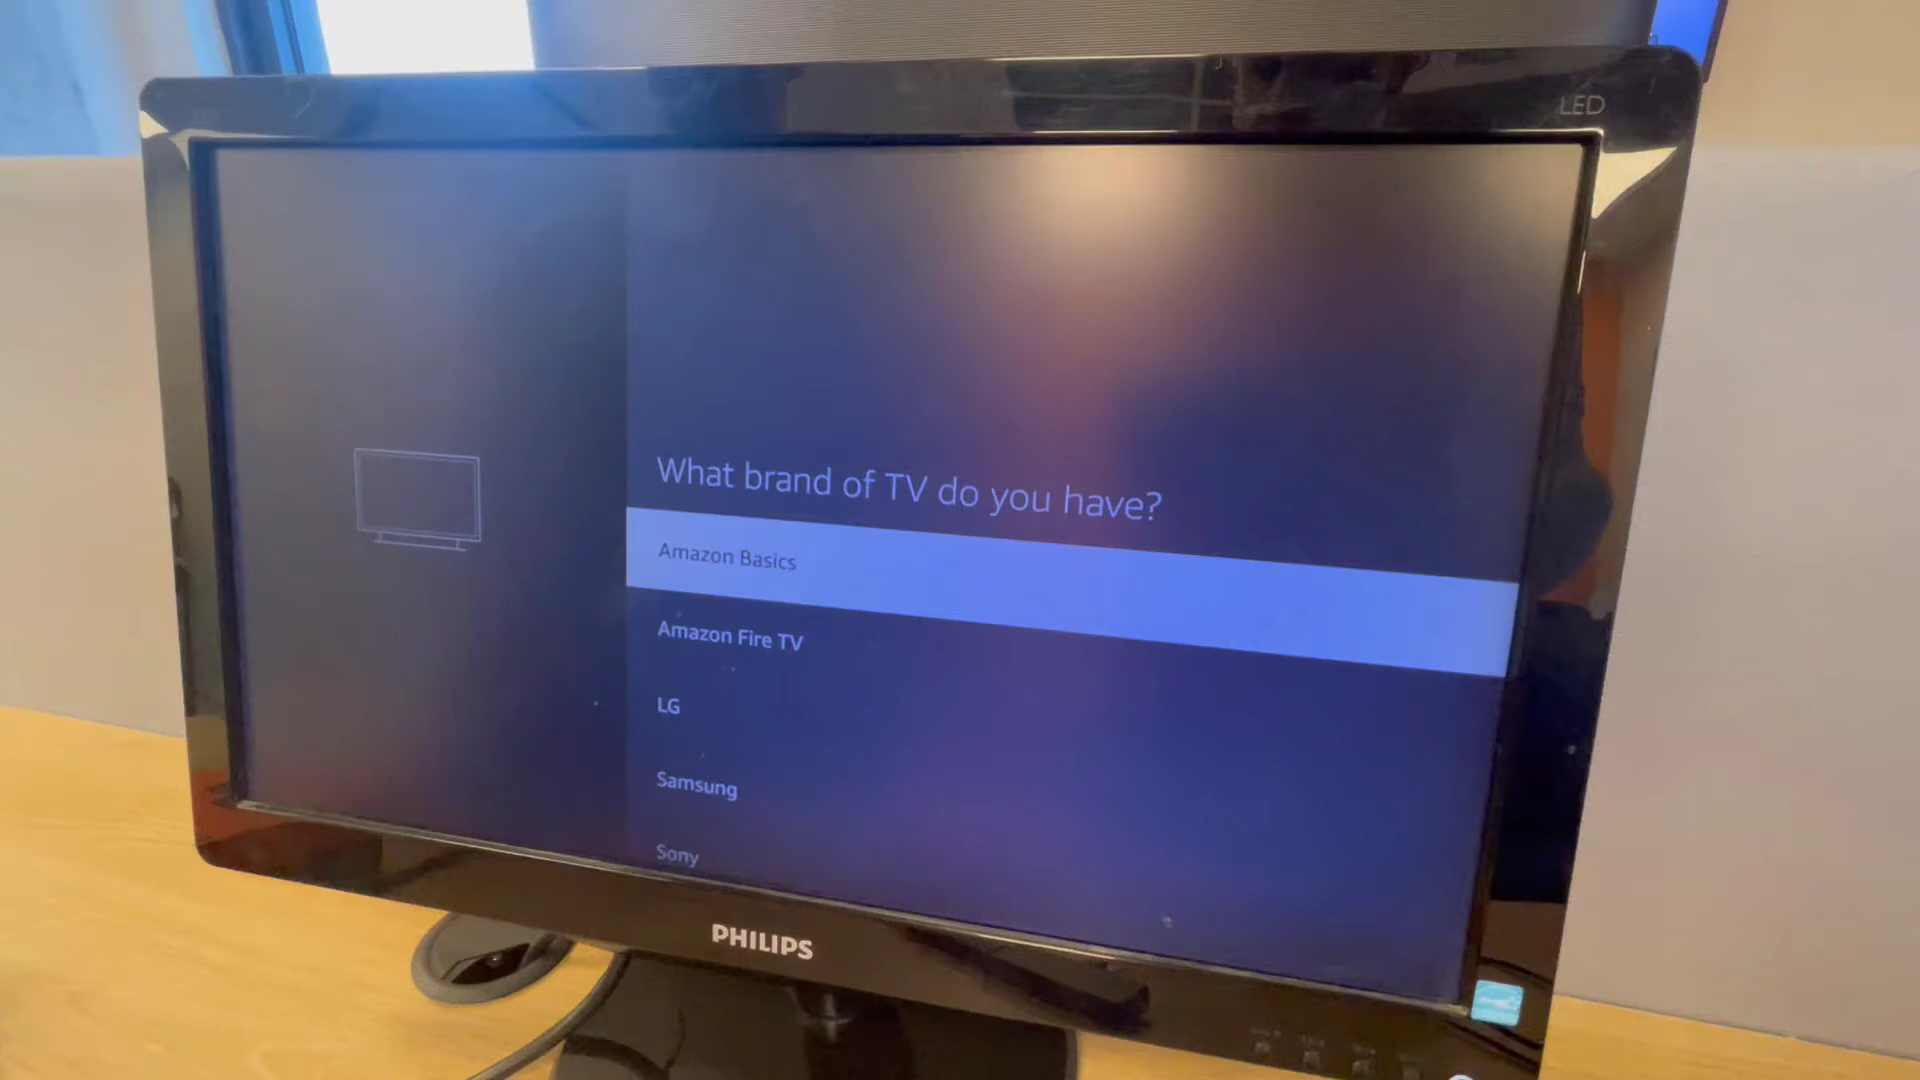 LED
What brand of TV do you have?
Amazon Basics
Amazon Fire TV
LG
Samsung
Sony
PHILIPS